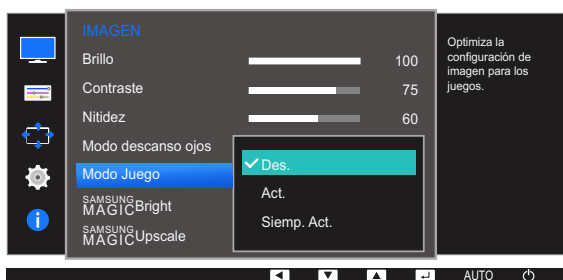 IMAGEN
Brillo 100
Contraste 75
Nitidez 60
Modo descanso ojos
Modo Juego
SAMSUNG MAGICBright
SAMSUNG MAGICUpscale
Des.
Act.
Siemp. Act.
Optimiza la
configuración de
imagen para los
juegos.
AUTO